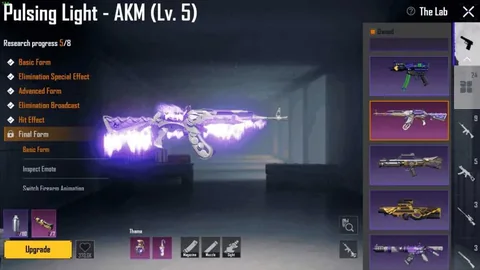 Pulsing Light - AKM (Lv. 5)
The Lab
Research progress 5/8
Owned
Basic Form
Elimination Special Effect
Advanced Form
Elimination Broadcast
Hit Effect
Final Form
Basic Form
Inspect Emote
Switch Firearm Animation
Theme
Upgrade
Magazine
Muzzle
Sight